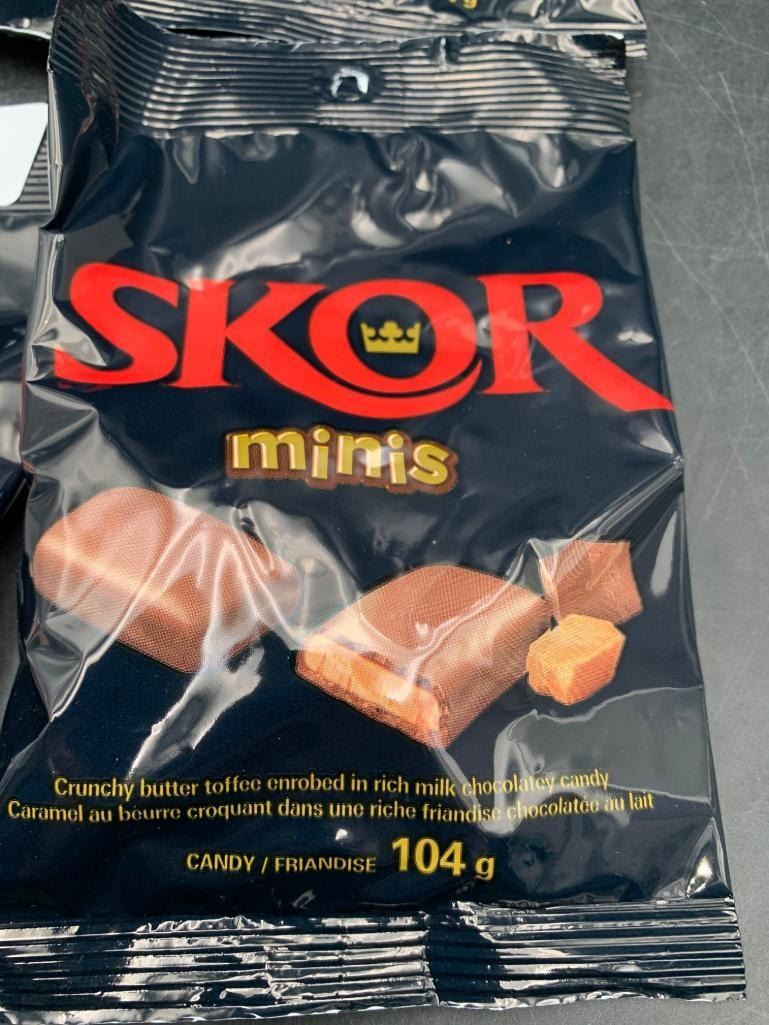 SKOR
minis
Crunchy butter toffee enrobed in rich milk chocolatey candy
Caramel au beurre croquant dans une riche friandise chocolatée au lait
CANDY / FRIANDISE 104 g